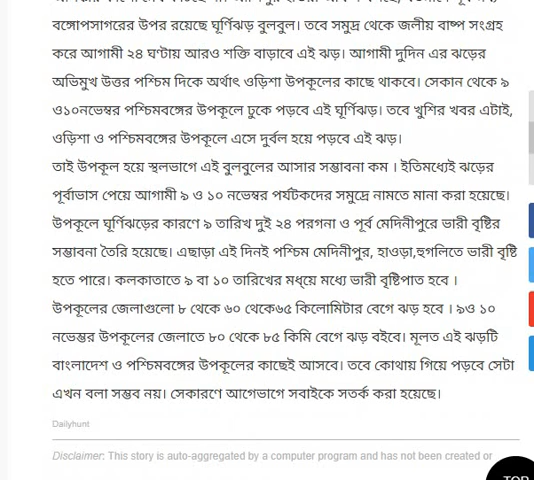 বঙ্গোপসাগরের উপর রয়েছে ঘূর্ণিঝড় বুলবুল। তবে সমুদ্র থেকে জলীয় বাষ্প সংগ্রহ
করে আগামী ২৪ ঘণ্টায় আরও শক্তি বাড়াবে এই ঝড়। আগামী দুদিন এর ঝড়ের
অভিমুখ উত্তর পশ্চিম দিকে অর্থাৎ ওড়িশা উপকূলের কাছে থাকবে। সেকান থেকে ৯
ও১০নভেম্বর পশ্চিমবঙ্গের উপকূলে ঢুকে পড়বে এই ঘূর্ণিঝড়। তবে খুশির খবর এটাই,
ওড়িশা ও পশ্চিমবঙ্গের উপকূলে এসে দুর্বল হয়ে পড়বে এই ঝড়।
তাই উপকূল হয়ে স্থলভাগে এই বুলবুলের আসার সম্ভাবনা কম । ইতিমধ্যেই ঝড়ের
পূর্বাভাস পেয়ে আগামী ৯ ও ১০ নভেম্বর পর্যটকদের সমুদ্রে নামতে মানা করা হয়েছে।
উপকূলে ঘূর্ণিঝড়ের কারণে ৯ তারিখ দুই ২৪ পরগনা ও পূর্ব মেদিনীপুরে ভারী বৃষ্টির
সম্ভাবনা তৈরি হয়েছে। এছাড়া এই দিনই পশ্চিম মেদিনীপুর, হাওড়া,হুগলিতে ভারী বৃষ্টি
হতে পারে। কলকাতাতে ৯ বা ১০ তারিখের মধ্য়ে মধ্যে ভারী বৃষ্টিপাত হবে ।
উপকূলের জেলাগুলো ৮ থেকে ৬০ থেকে৬৫ কিলোমিটার বেগে ঝড় হবে । ৯ও ১০
নভেম্ভর উপকূলের জেলাতে ৮০ থেকে ৮৫ কিমি বেগে ঝড় বইবে। মূলত এই ঝড়টি
বাংলাদেশ ও পশ্চিমবঙ্গের উপকূলের কাছেই আসবে। তবে কোথায় গিয়ে পড়বে সেটা
এখন বলা সম্ভব নয়। সেকারণে আগেভাগে সবাইকে সতর্ক করা হয়েছে।
Dailyhunt
Disclaimer: This story is auto-aggregated by a computer program and has not been created or
TOP